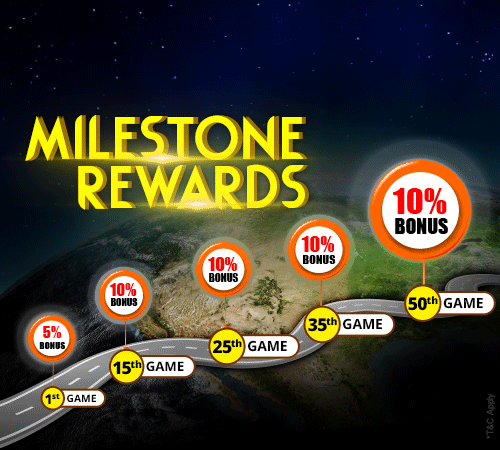 MILESTONE
REWARDS
5%
BONUS
1st GAME
10%
BONUS
15th GAME
10%
BONUS
25th GAME
10%
BONUS
35th GAME
10%
BONUS
50th GAME
*T&C Apply